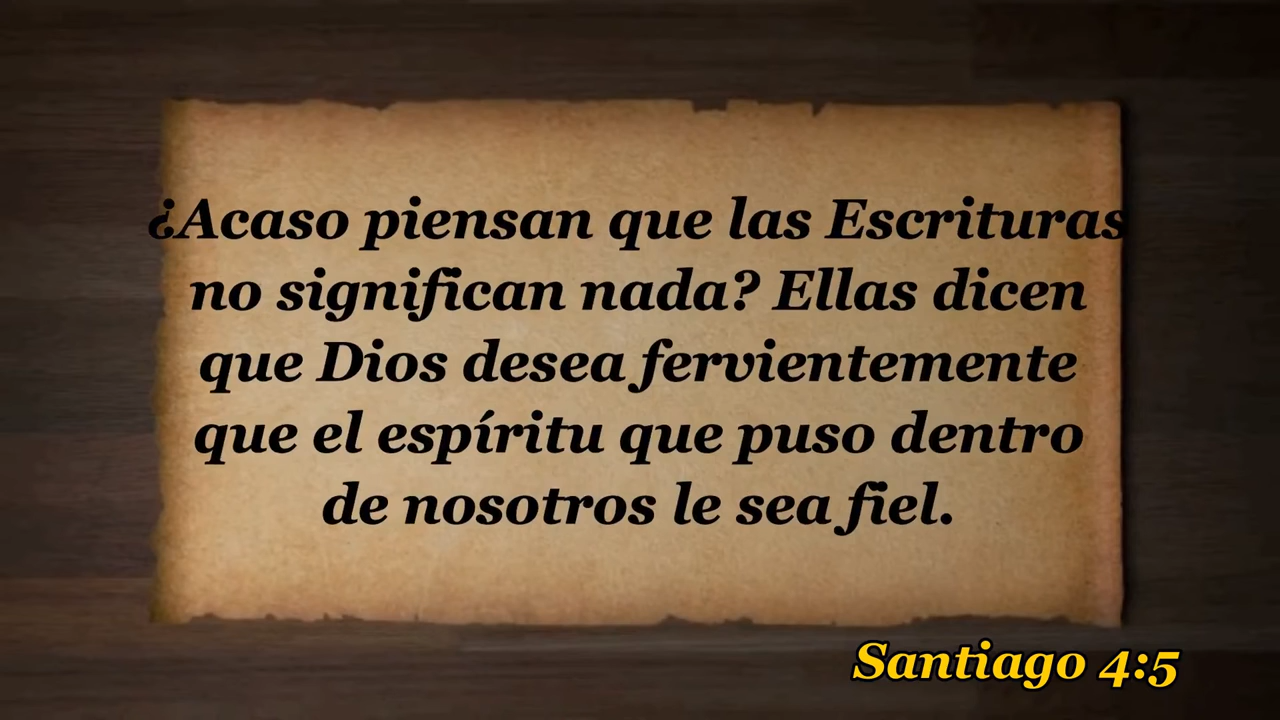 ¿Acaso piensan que las Escrituras
no significan nada? Ellas dicen
que Dios desea fervientemente
que el espíritu que puso dentro
de nosotros le sea fiel.
Santiago 4:5